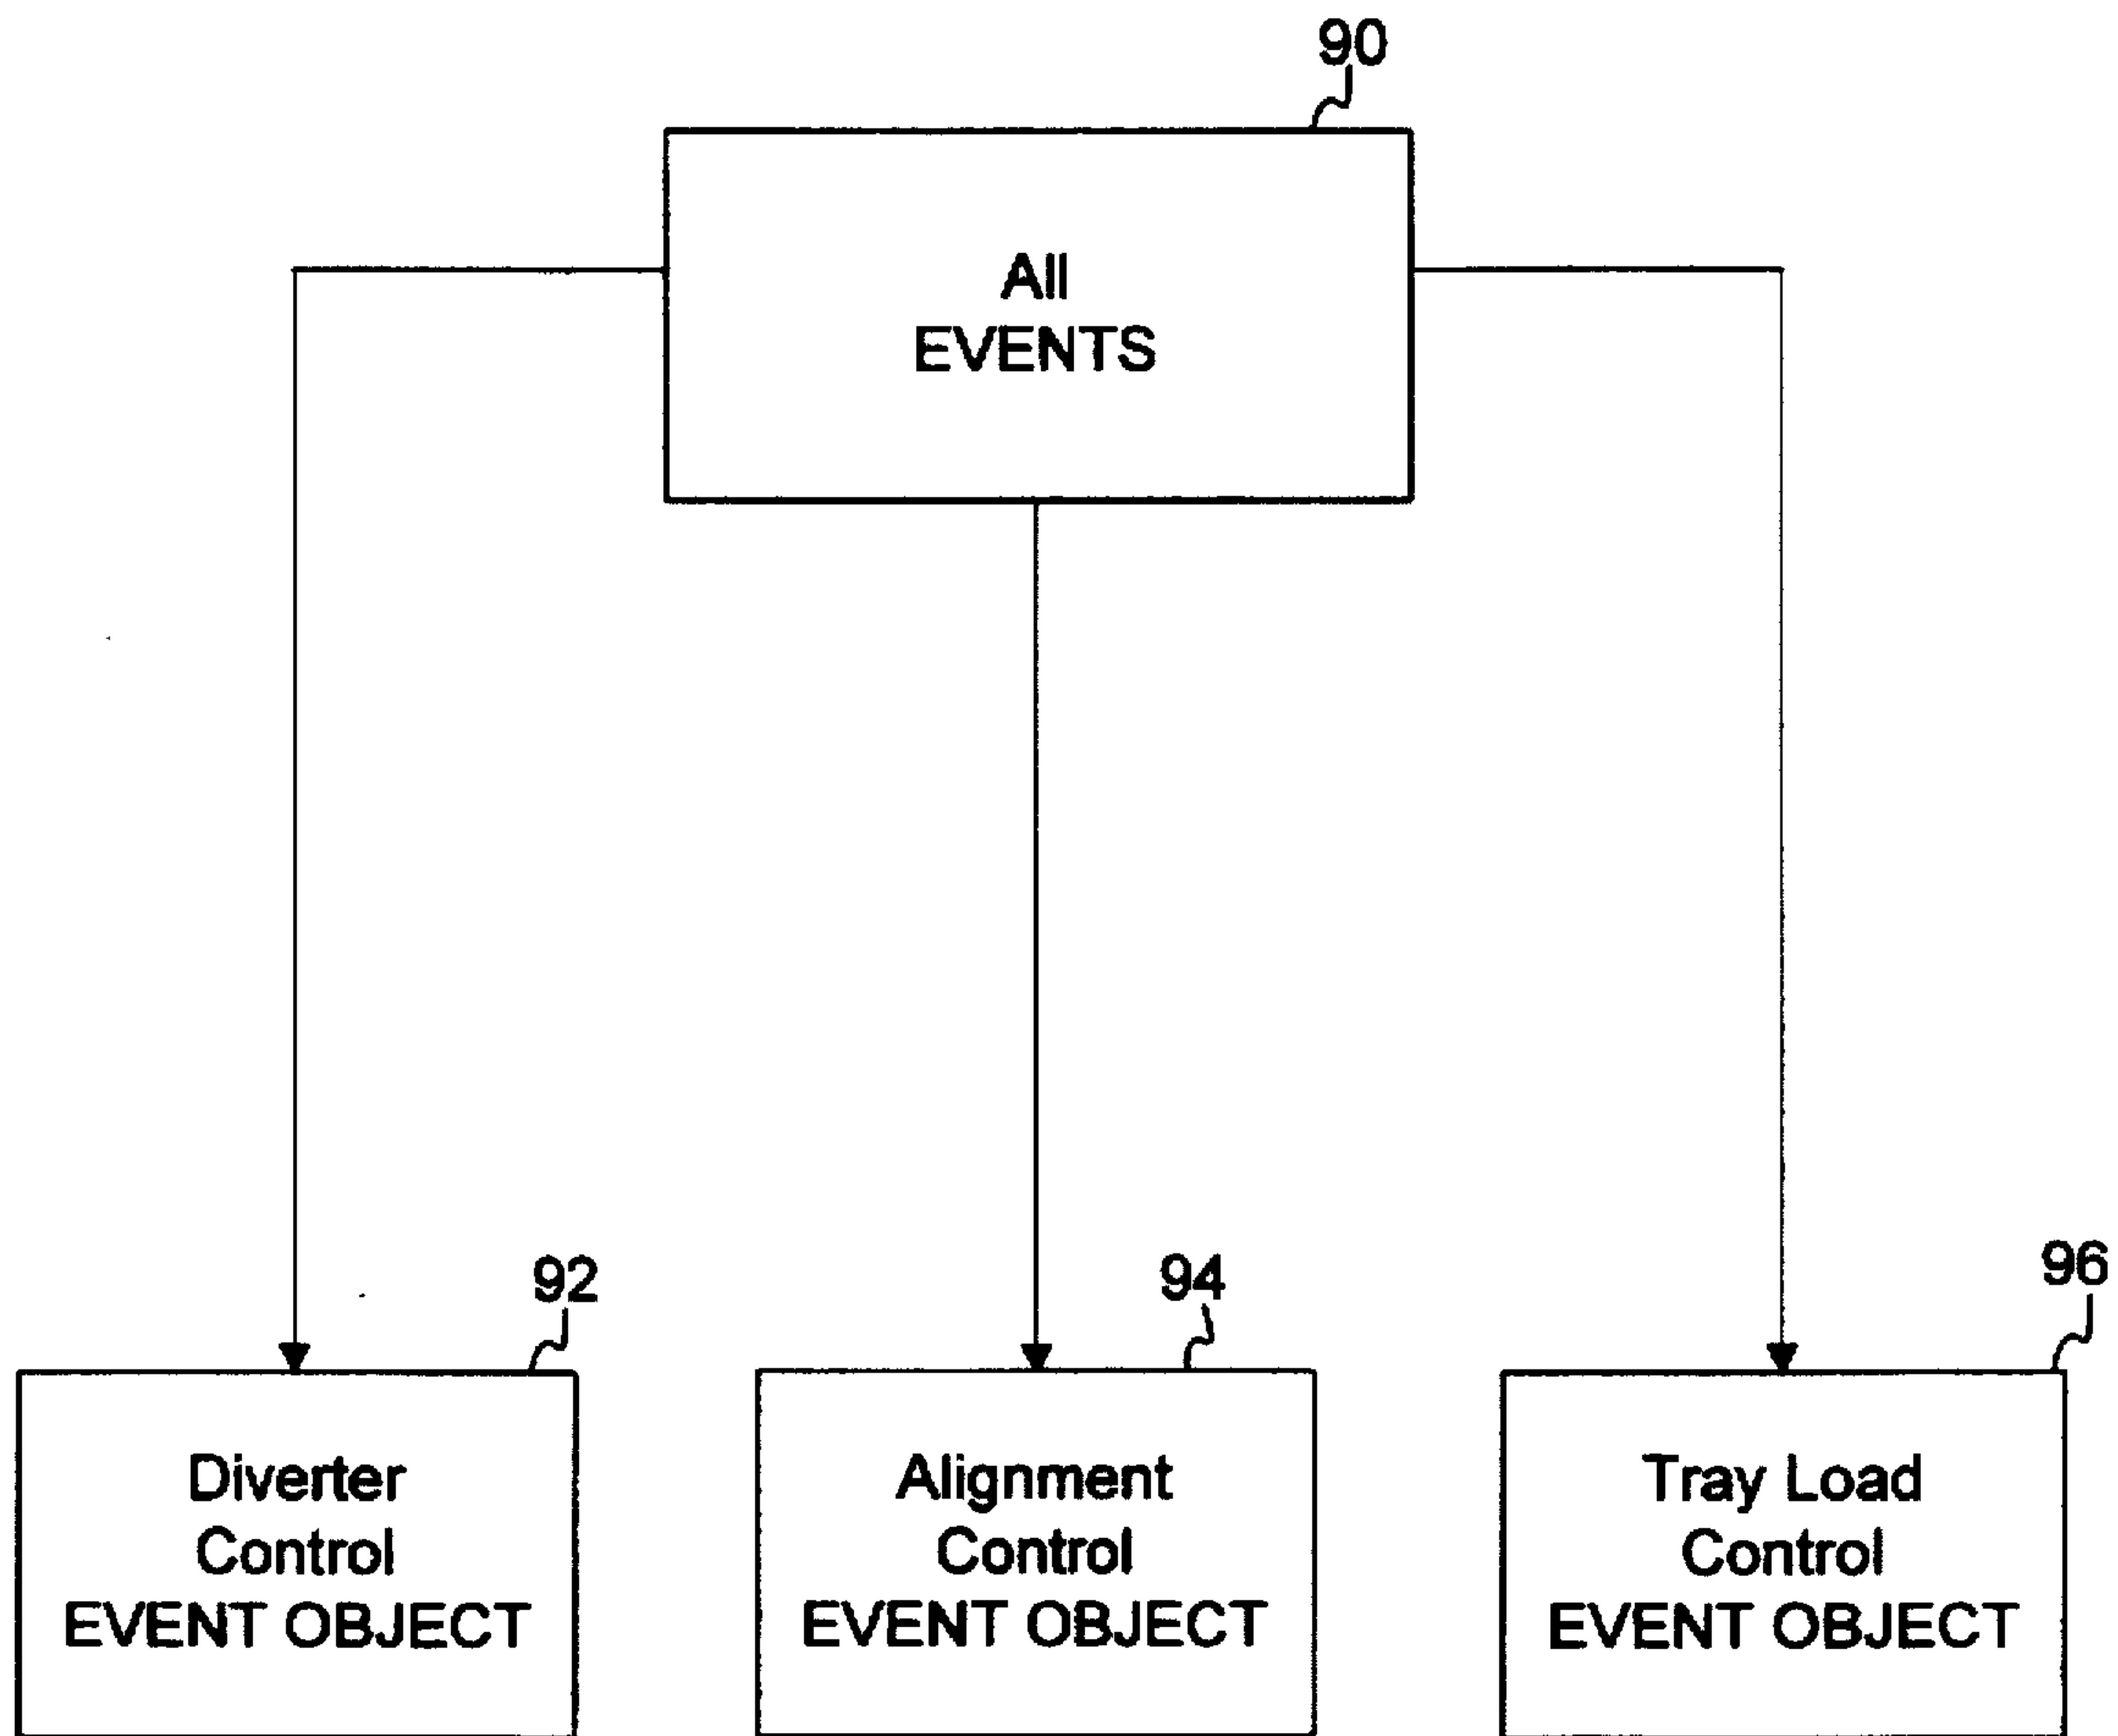 90
All
EVENTS
92
94
96
Diverter
Control
EVENT OBJECT
Alignment
Control
EVENT OBJECT
Tray Load
Control
EVENT OBJECT